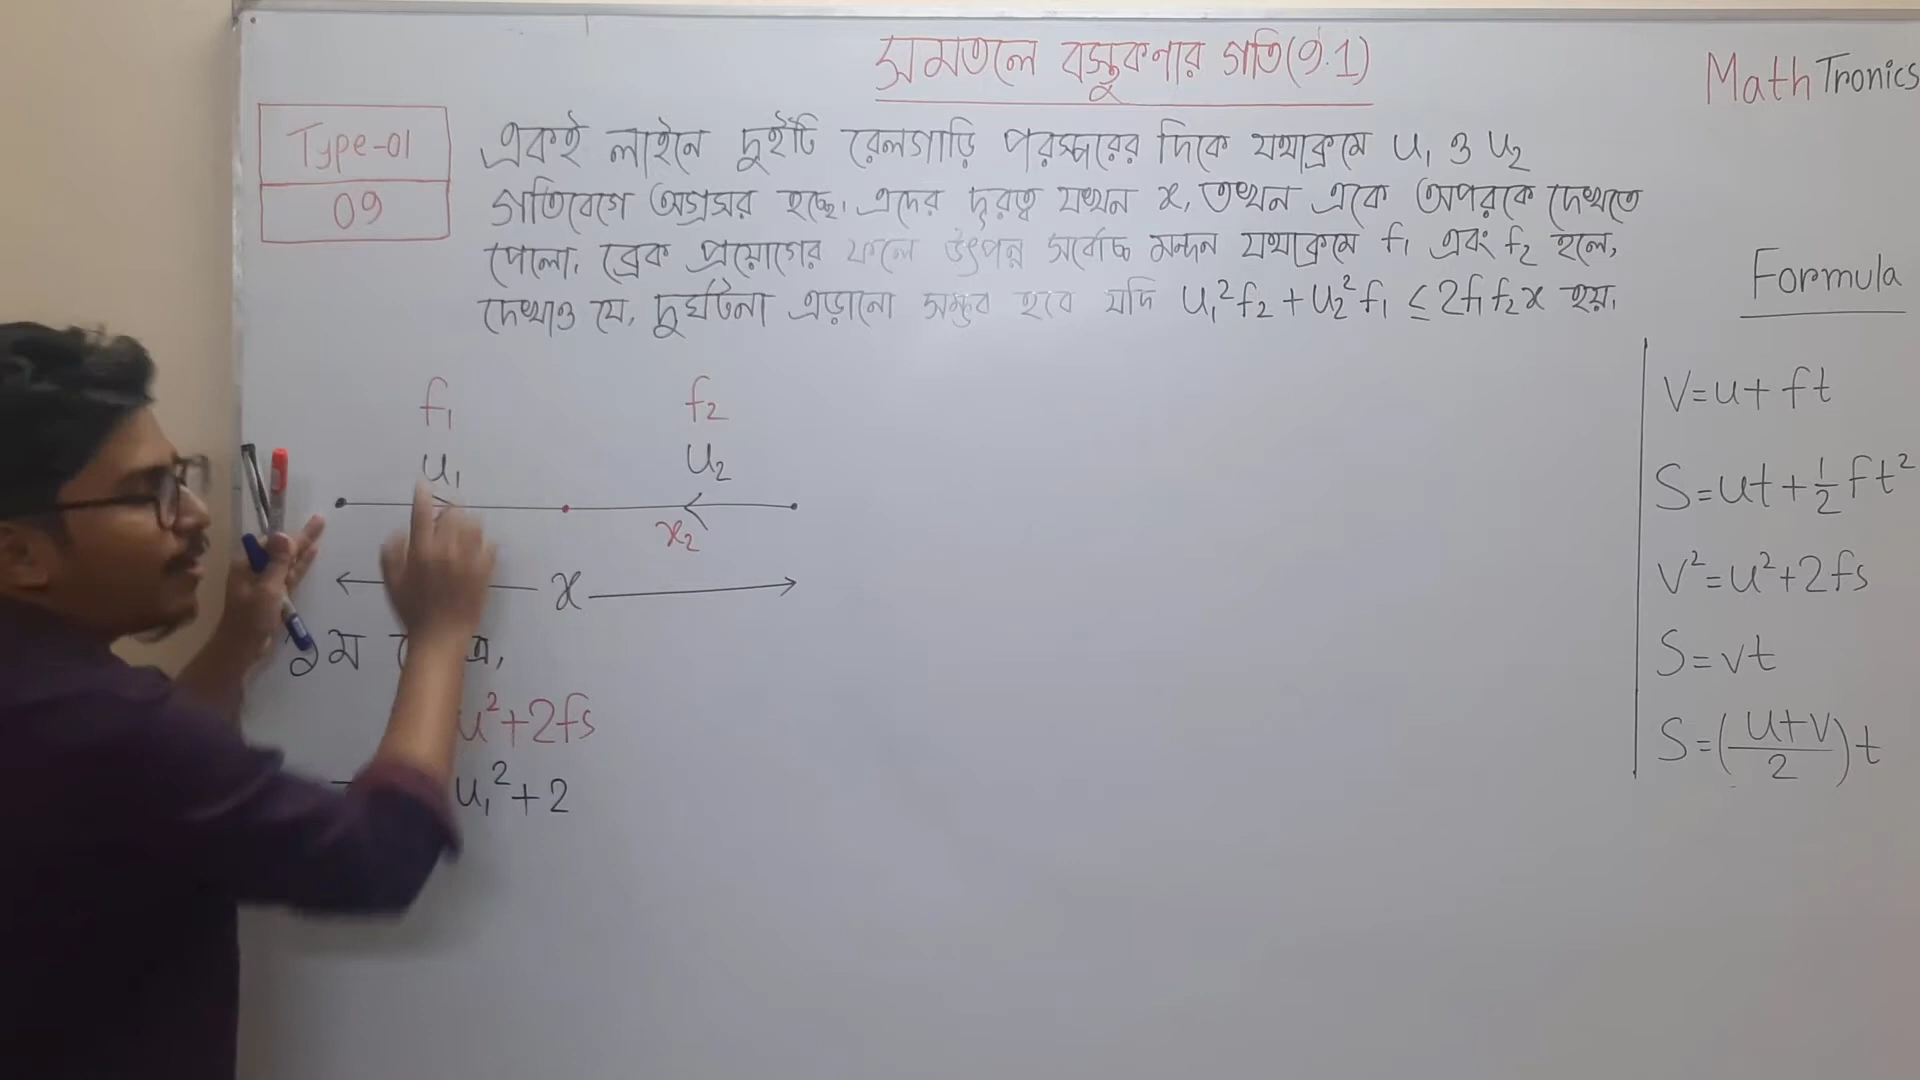 সমতলে বস্তুকণার গতি(9.1)
MathTronics
Type-01
09
একই লাইনে দুইটি রেলগাড়ি পরস্পরের দিকে যথাক্রমে u₁ ও u₂
গতিবেগে অগ্রসর হচ্ছে। এদের দূরত্ব যখন x, তখন একে অপরকে দেখতে
পেলো। ব্রেক প্রয়োগের ফলে উৎপন্ন সর্বোচ্চ মন্দন যথাক্রমে f₁ এবং f₂ হলে,
দেখাও যে, দুর্ঘটনা এড়ানো সম্ভব হবে যদি u₁²f₂ + u₂²f₁ ≤ 2f₁f₂x হয়।
Formula
f₁ f₂
u₁ u₂
x₂
x
১ম
u²+2fs
u₁²+2
v=u+ft
S=ut+½ft²
v²=u²+2fs
S=vt
S=(u+v/2)t